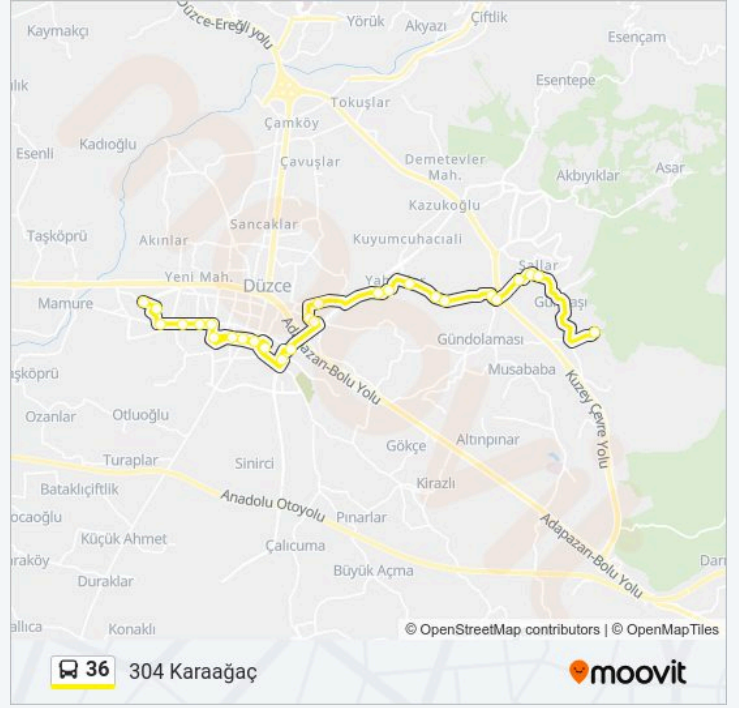 Düzce-Ereğli yolu
Yörük
Akyazı
Çiftlik
Kaymakçı
Esençam
Esentepe
Tokuşlar
Çamköy
Kadıoğlu
Esenli
Çavuşlar
Demetevler
Mah.
Akbıyıklar
Asar
Kazukoğlu
Sancaklar
Taşköprü
Akınlar
Kuyumcuhacıali
Şallar
Yeni Mah.
Düzce
Mamure
Adapazarı-Bolu Yolu
Gündolaması
Musababa
Kuzey Çevre Yolu
Ozanlar
Otluoğlu
Altınpınar
Gökçe
Turaplar
Sinirci
Kirazlı
Bataklıçiftlik
Anadolu Otoyolu
Pınarlar
Adapazarı-Bolu Yolu
Küçük Ahmet
Çalıcuma
Büyük Açma
Duraklar
Konaklı
© OpenStreetMap contributors | © OpenMapTiles
36 304 Karaağaç
moovit